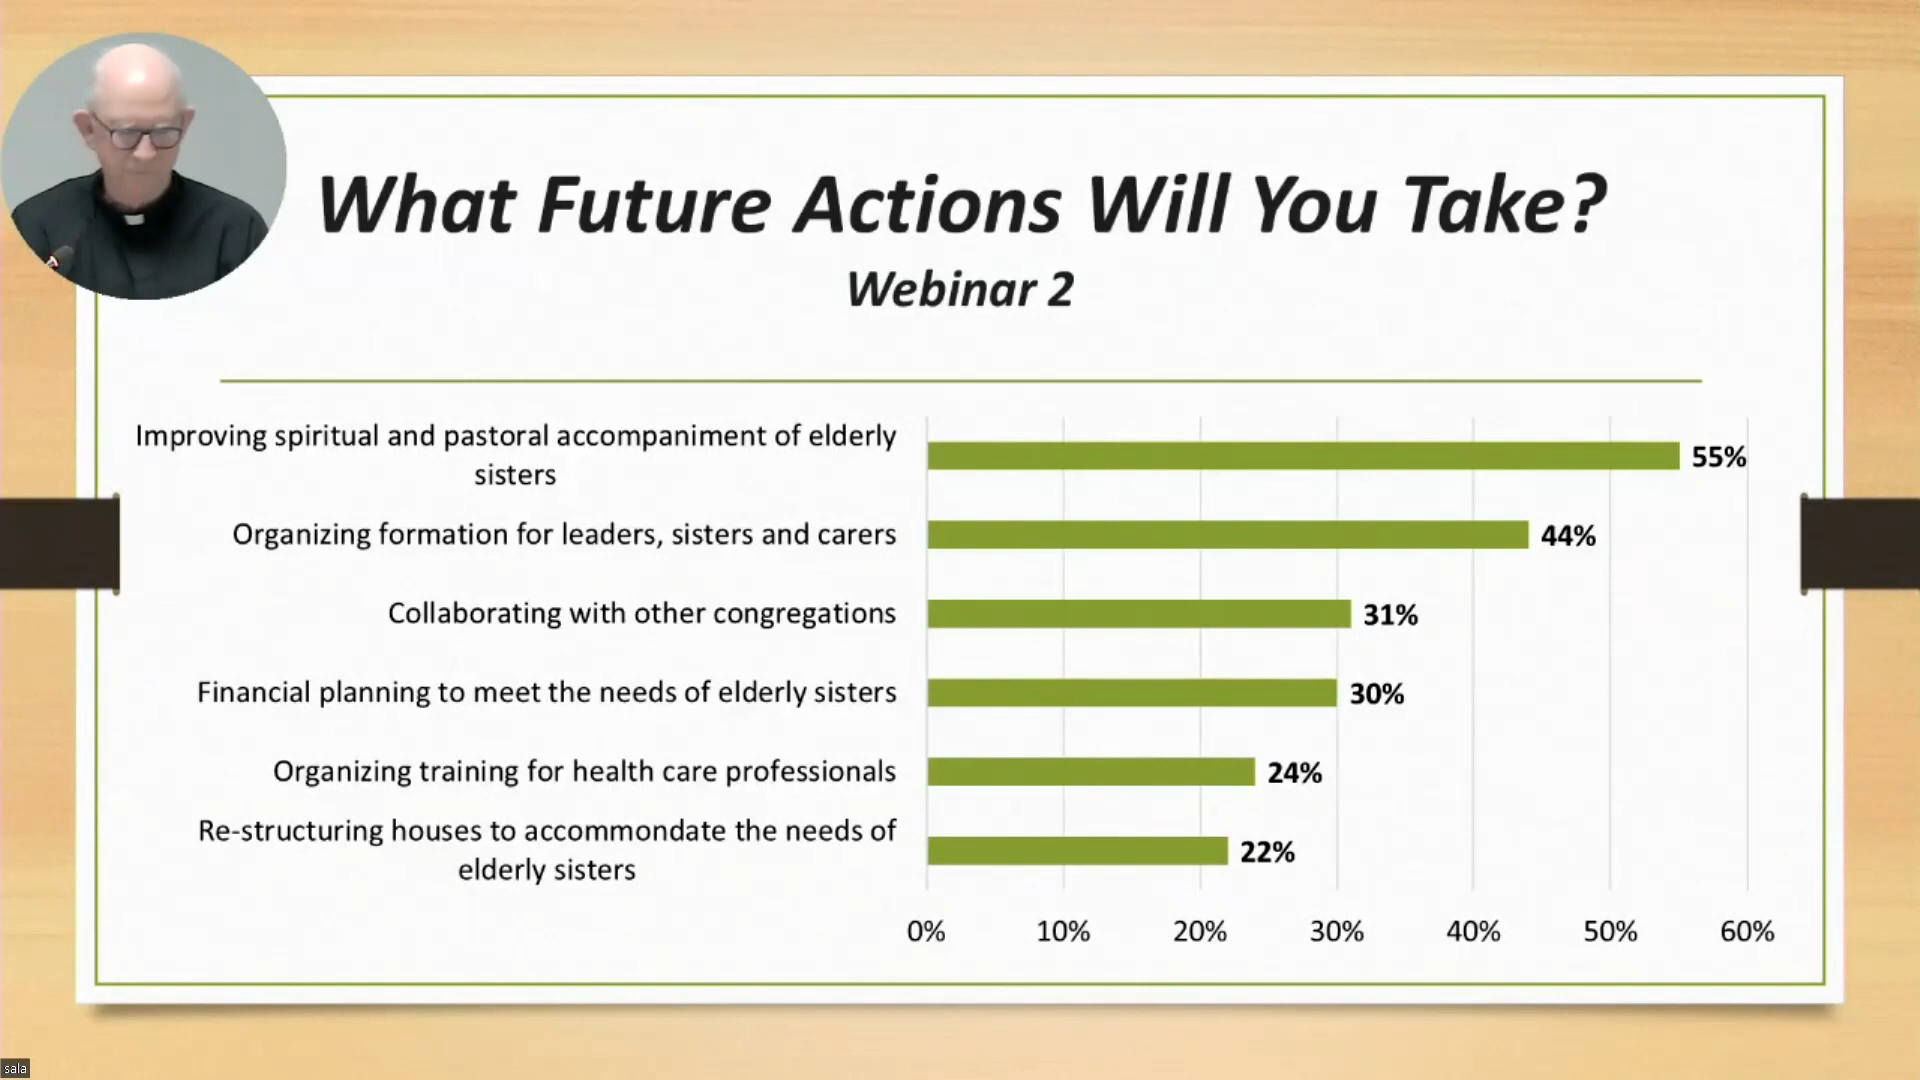 What Future Actions Will You Take?
Webinar 2
Improving spiritual and pastoral accompaniment of elderly
sisters
55%
Organizing formation for leaders, sisters and carers
44%
Collaborating with other congregations
31%
Financial planning to meet the needs of elderly sisters
30%
Organizing training for health care professionals
24%
Re-structuring houses to accommondate the needs of
elderly sisters
22%
0% 10% 20% 30% 40% 50% 60%
sala